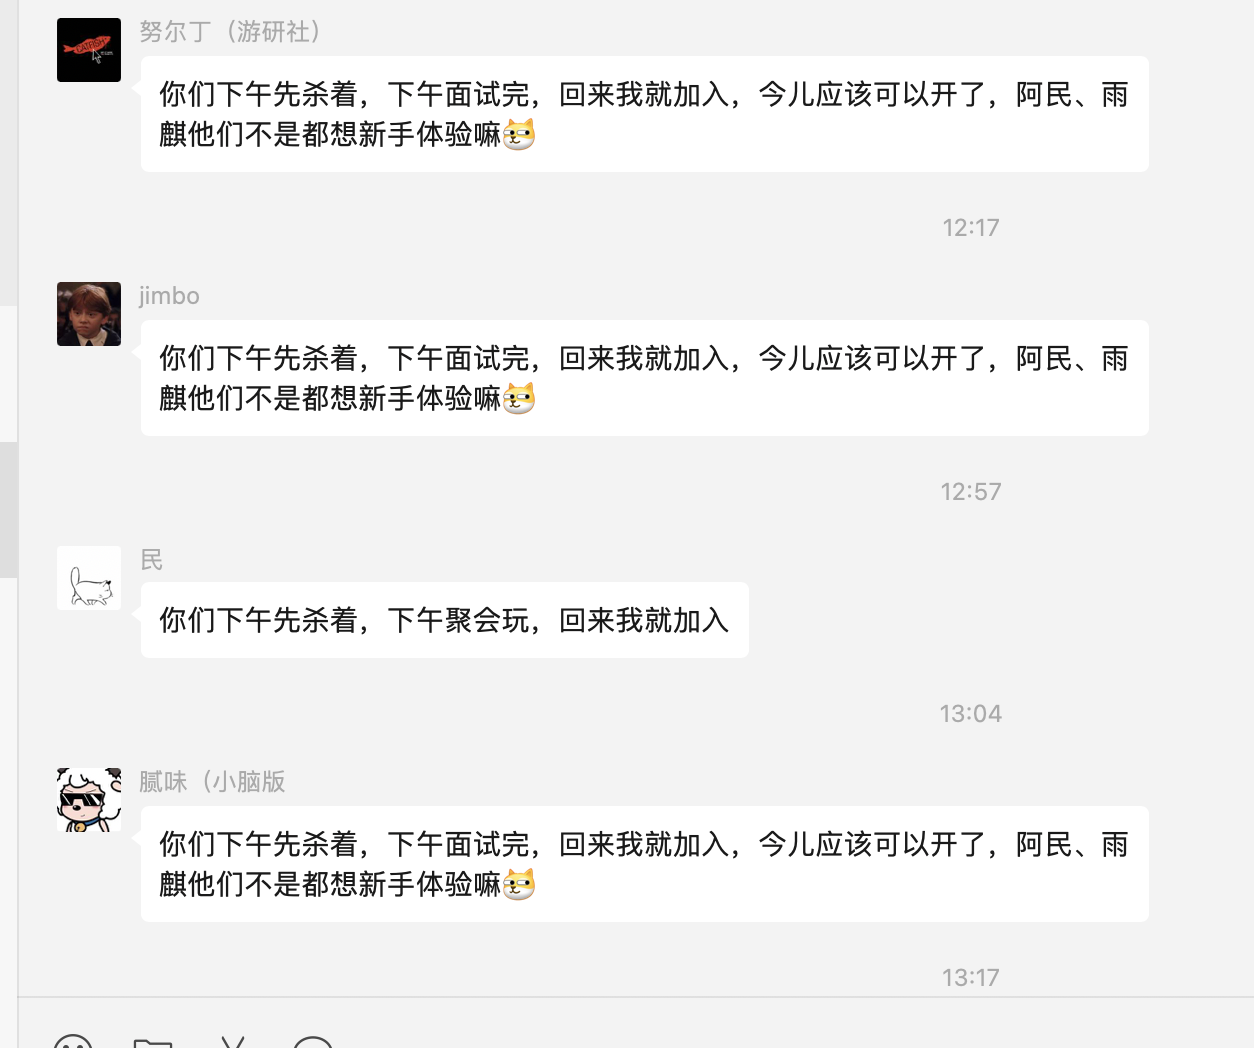 努尔丁（游研社）
CATFISH
你们下午先杀着，下午面试完，回来我就加入，今儿应该可以开了，阿民、雨
麒他们不是都想新手体验嘛
12:17
jimbo
你们下午先杀着，下午面试完，回来我就加入，今儿应该可以开了，阿民、雨
麒他们不是都想新手体验嘛
12:57
民
你们下午先杀着，下午聚会玩，回来我就加入
13:04
腻味（小脑版
你们下午先杀着，下午面试完，回来我就加入，今儿应该可以开了，阿民、雨
麒他们不是都想新手体验嘛
13:17